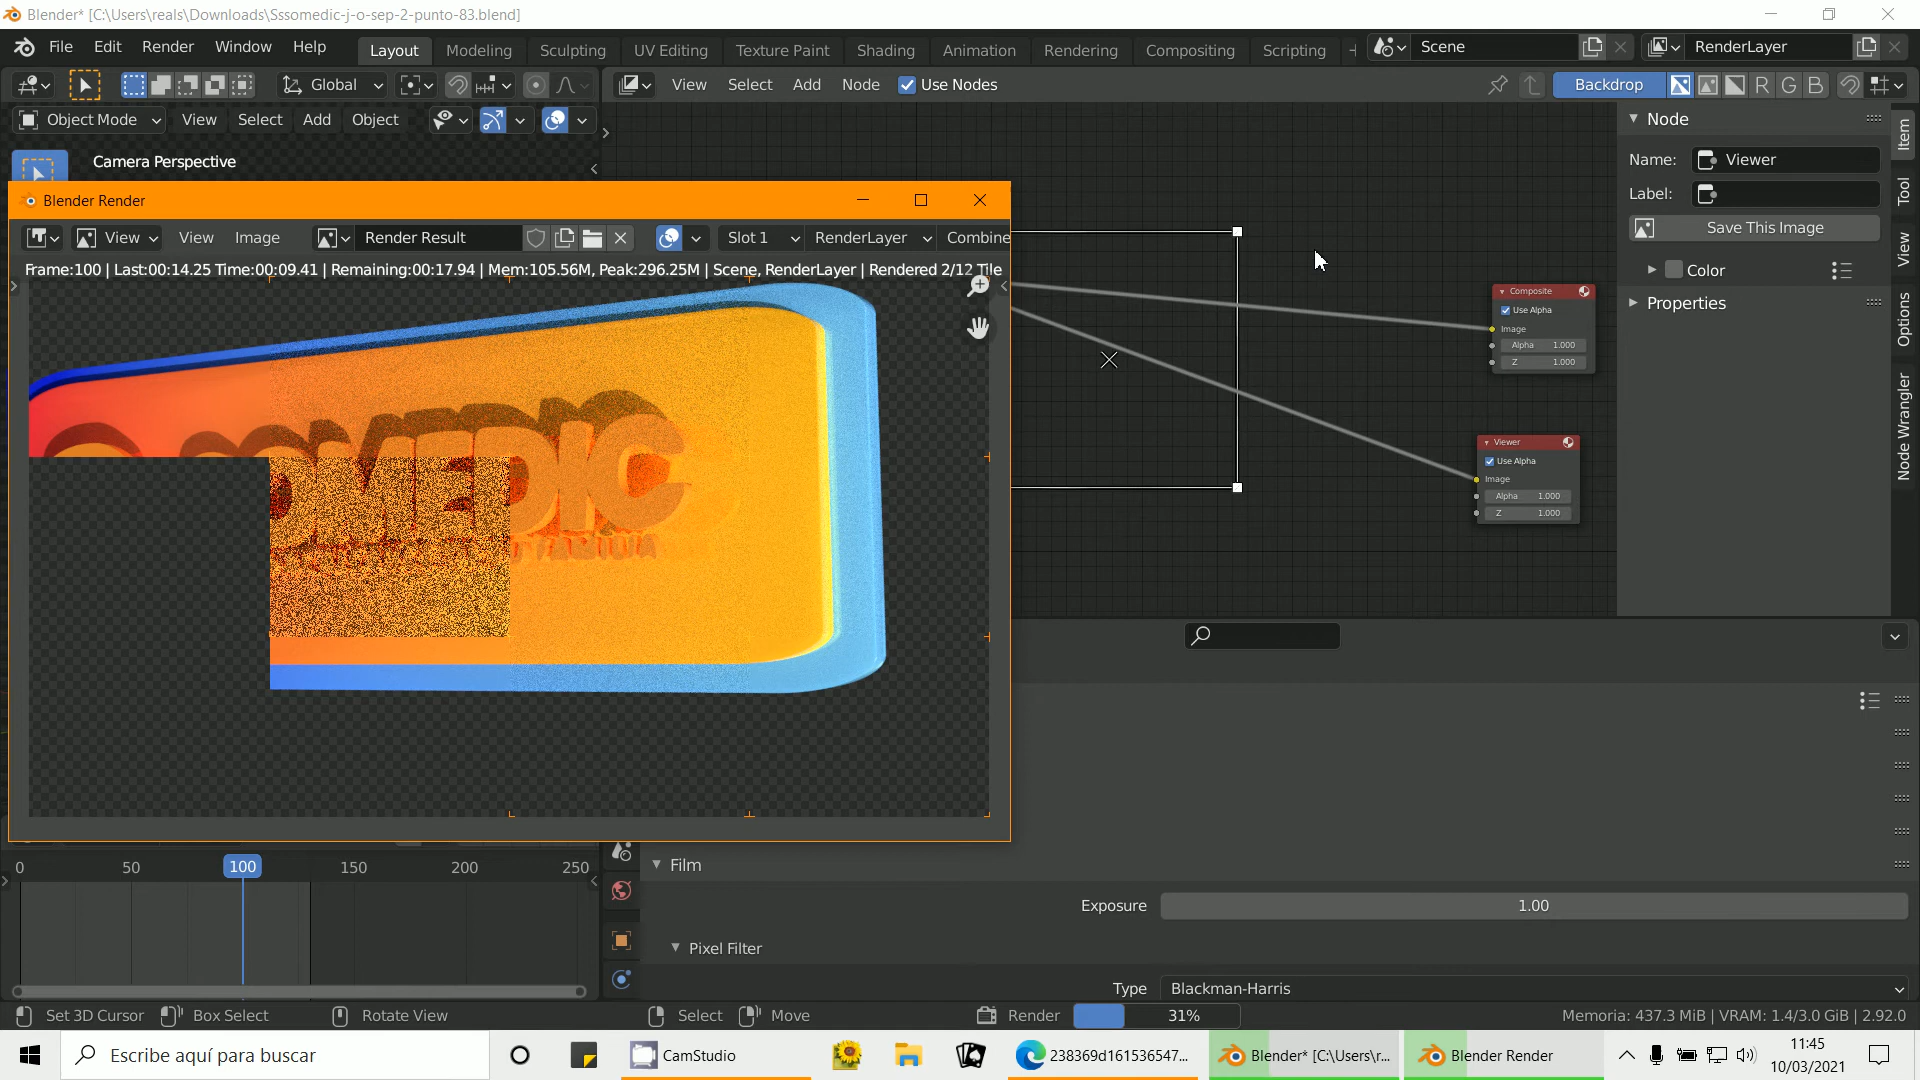 Blender* [C:\Users\reals\Downloads\Sssomedic-j-o-sep-2-punto-83.blend]
File Edit Render Window Help Layout Modeling Sculpting UV Editing Texture Paint Shading Animation Rendering Compositing Scripting Scene RenderLayer
Global View Select Add Node Use Nodes Backdrop R G B
Object Mode View Select Add Object
Camera Perspective
Blender Render
View View Image Render Result Slot 1 RenderLayer Combine
Frame:100 | Last:00:14.25 Time:00:09.41 | Remaining:00:17.94 | Mem:105.56M, Peak:296.25M | Scene, RenderLayer | Rendered 2/12 Tile
OMEDIC
Composite
Use Alpha
Image
Alpha 1.000
Z 1.000
Viewer
Use Alpha
Image
Alpha 1.000
Z 1.000
Node
Name: Viewer
Label:
Save This Image
Color
Properties
Item
Tool
View
Options
Node Wrangler
0 50 100 150 200 250
Film
Exposure 1.00
Pixel Filter
Type Blackman-Harris
Set 3D Cursor Box Select Rotate View Select Move Render 31% Memoria: 437.3 MiB | VRAM: 1.4/3.0 GiB | 2.92.0
Escribe aquí para buscar CamStudio 238369d161536547... Blender* [C:\Users\r... Blender Render
11:45
10/03/2021